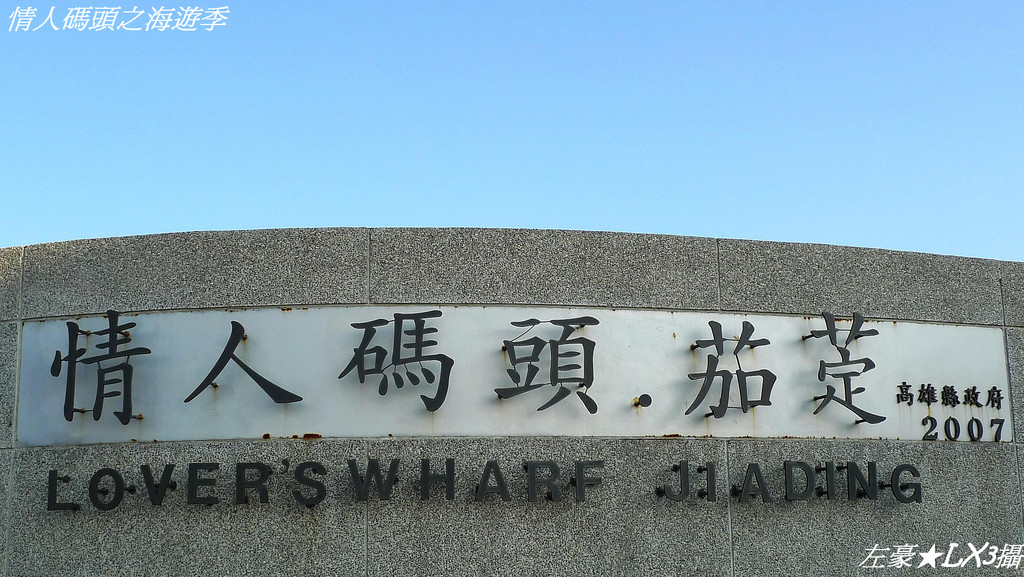 情人碼頭之海遊季
情人碼頭.茄萣
高雄縣政府
2007
LOVER'S WHARF JIADING
左豪★LX3攝